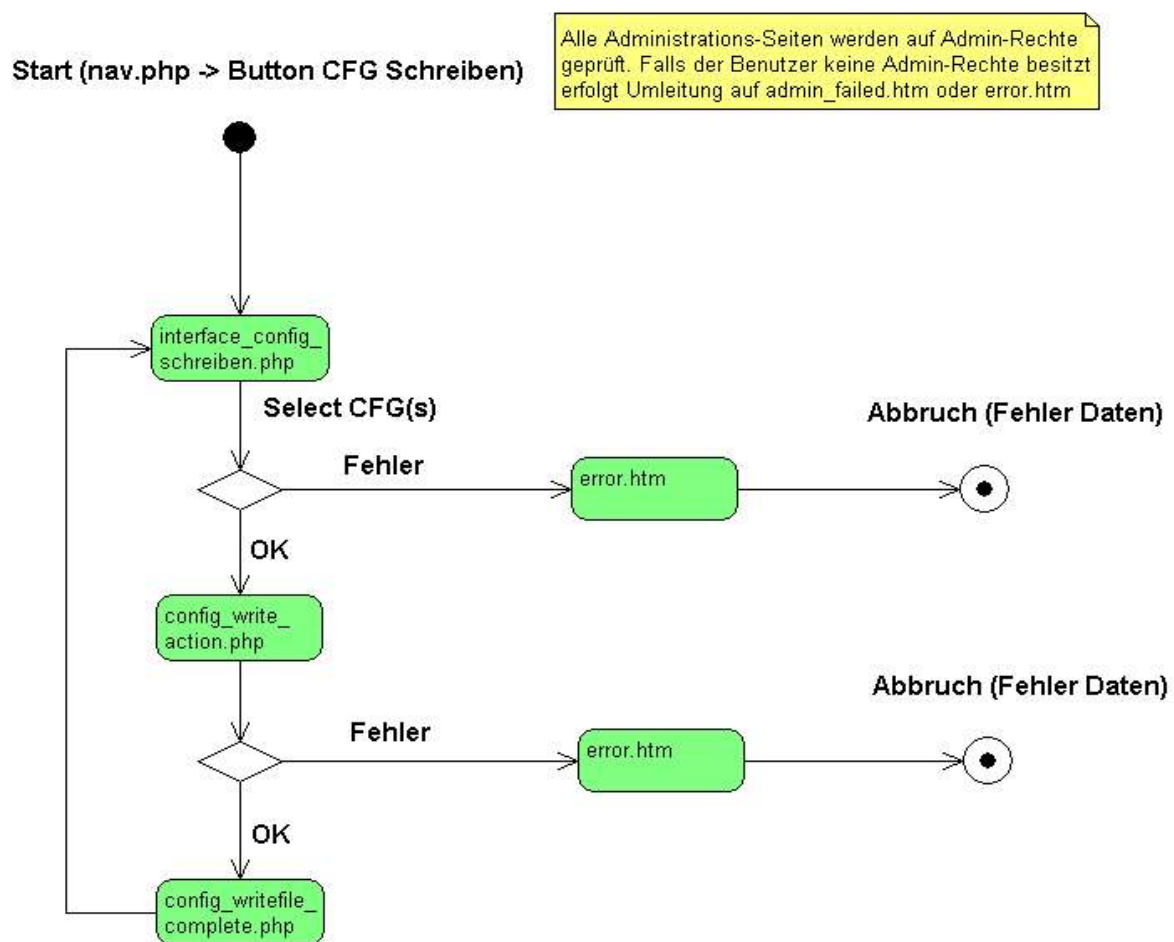 Alle Administrations-Seiten werden auf Admin-Rechte
geprüft. Falls der Benutzer keine Admin-Rechte besitzt
erfolgt Umleitung auf admin_failed.htm oder error.htm
Start (nav.php -> Button CFG Schreiben)
interface_config_
schreiben.php
Select CFG(s)
Abbruch (Fehler Daten)
Fehler
error.htm
OK
config_write_
action.php
Abbruch (Fehler Daten)
Fehler
error.htm
OK
config_writefile_
complete.php